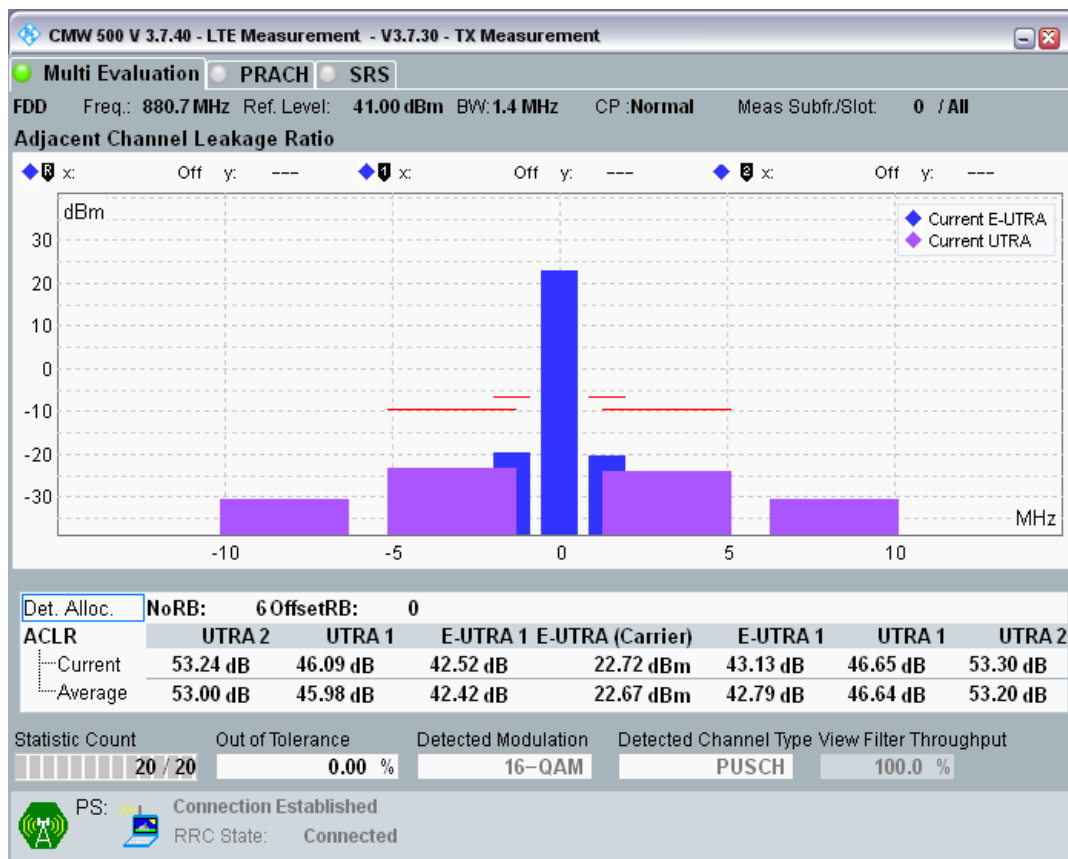 CMW 500 V 3.7.40 - LTE Measurement - V3.7.30 - TX Measurement
Multi Evaluation PRACH SRS
FDD Freq.: 880.7 MHz Ref. Level: 41.00 dBm BW: 1.4 MHz CP :Normal Meas Subfr./Slot: 0 / All
Adjacent Channel Leakage Ratio
R x: Off y: --- 1 x: Off y: --- 2 x: Off y: ---
dBm
Current E-UTRA
Current UTRA
30
20
10
0
-10
-20
-30
MHz
-10 -5 0 5 10
Det. Alloc. NoRB: 6 OffsetRB: 0
ACLR UTRA 2 UTRA 1 E-UTRA 1 E-UTRA (Carrier) E-UTRA 1 UTRA 1 UTRA 2
Current 53.24 dB 46.09 dB 42.52 dB 22.72 dBm 43.13 dB 46.65 dB 53.30 dB
Average 53.00 dB 45.98 dB 42.42 dB 22.67 dBm 42.79 dB 46.64 dB 53.20 dB
Statistic Count Out of Tolerance Detected Modulation Detected Channel Type View Filter Throughput
20 / 20 0.00 % 16-QAM PUSCH 100.0 %
PS: Connection Established
RRC State: Connected